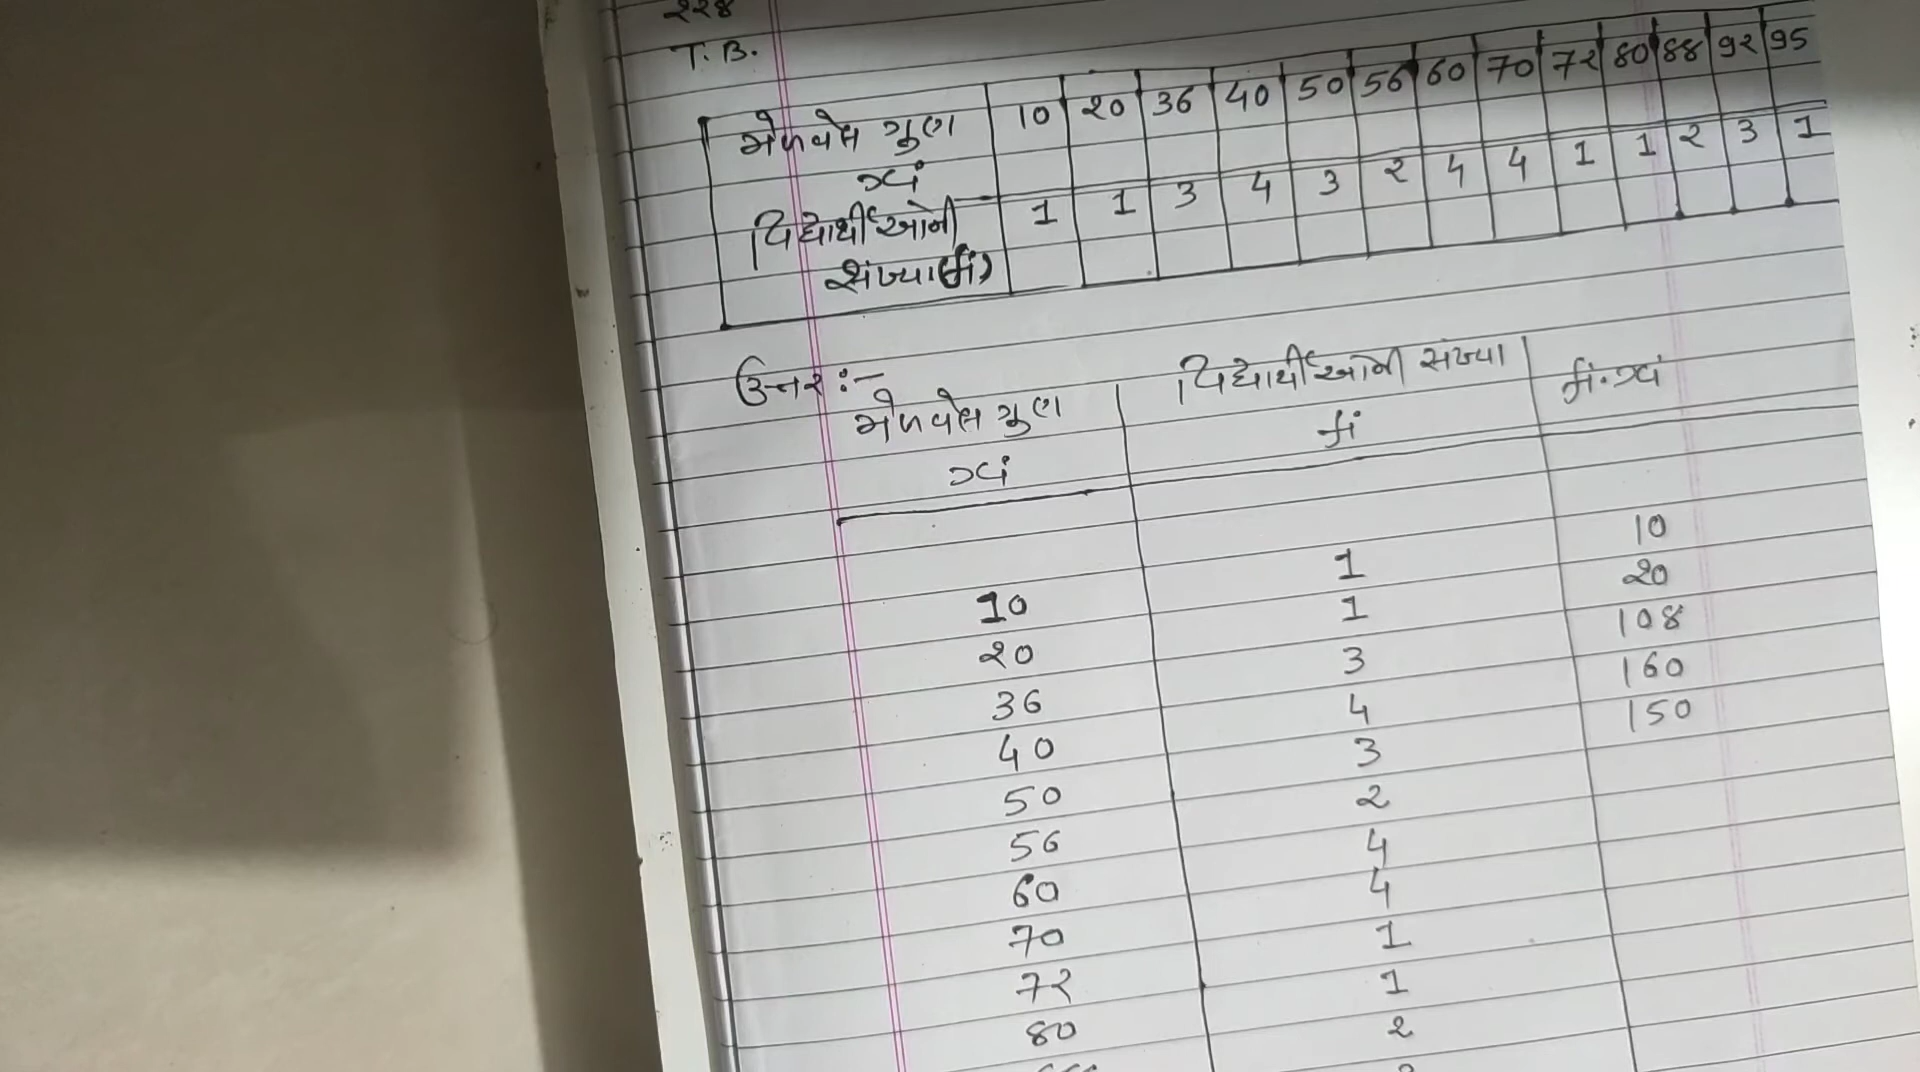 ૨૨૪
T. B.
મેળવેલ ગુણ xi | 10 | 20 | 36 | 40 | 50 | 56 | 60 | 70 | 72 | 80 | 88 | 92 | 95
વિદ્યાર્થીઓની સંખ્યા (fi) | 1 | 1 | 3 | 4 | 3 | 2 | 4 | 4 | 1 | 1 | 2 | 3 | 1
ઉત્તર :-
મેળવેલ ગુણ xi | વિદ્યાર્થીઓની સંખ્યા fi | fi.xi
10 | 1 | 10
20 | 1 | 20
36 | 3 | 108
40 | 4 | 160
50 | 3 | 150
56 | 2
60 | 4
70 | 4
72 | 1
80 | 1
2